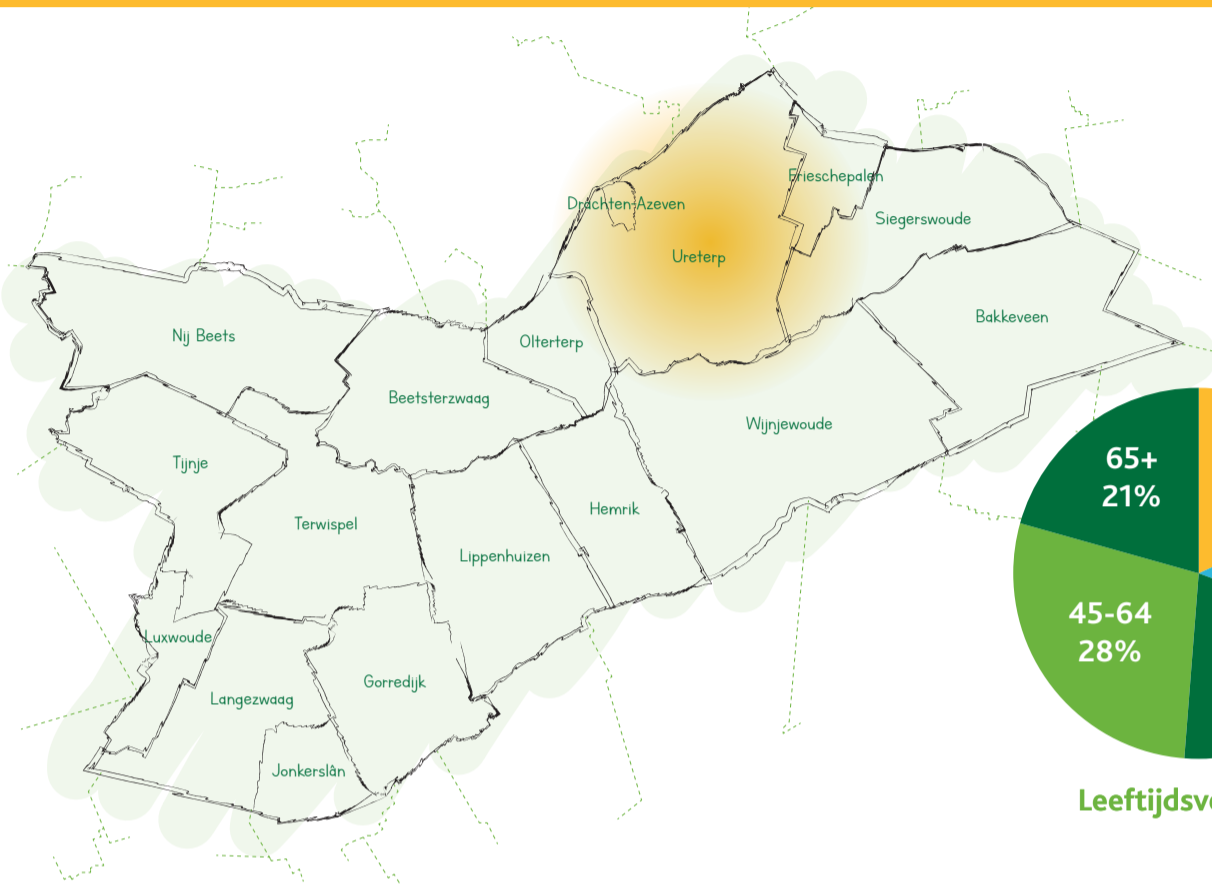 Frieschepalen
Drachten-Azeven
Siegerswoude
Ureterp
Bakkeveen
Nij Beets
Olterterp
Beetsterzwaag
Wijnjewoude
Tijnje
65+
21%
Hemrik
Terwispel
Lippenhuizen
45-64
28%
Luxwoude
Gorredijk
Langezwaag
Jonkerslân